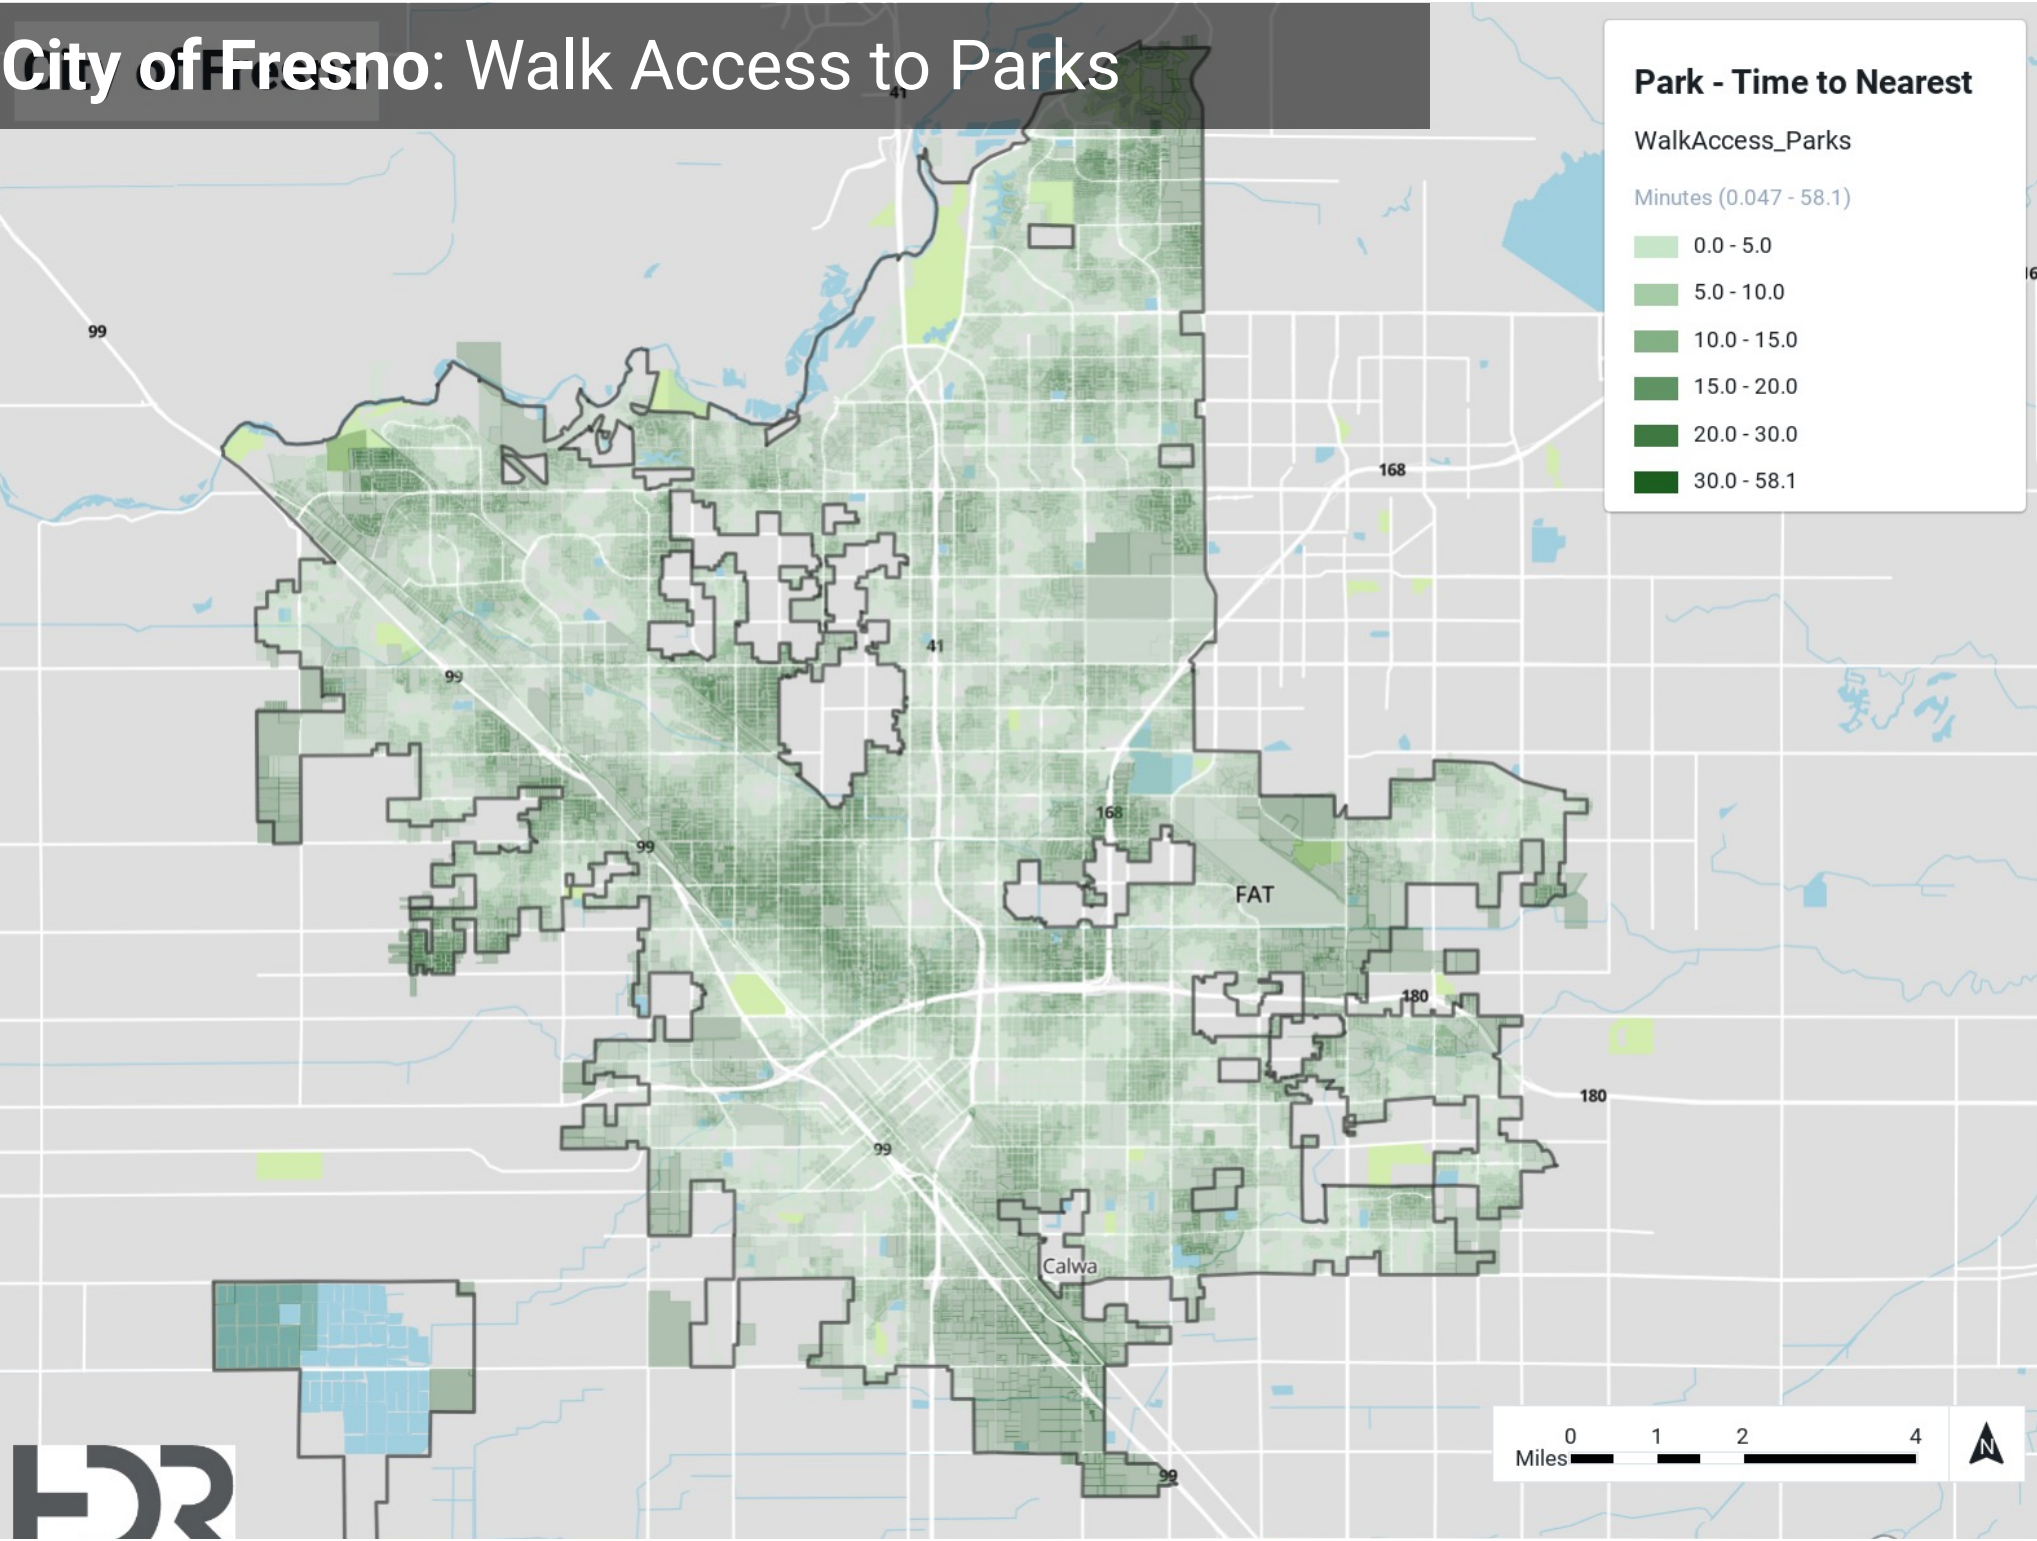 City of Fresno: Walk Access to Parks
City of Fresno
41
Park - Time to Nearest
WalkAccess_Parks
Minutes (0.047 - 58.1)
0.0 - 5.0
5.0 - 10.0
10.0 - 15.0
15.0 - 20.0
20.0 - 30.0
30.0 - 58.1
99
168
41
99
168
99
FAT
180
180
99
Calwa
99
0 1 2 4
Miles
N
HDR